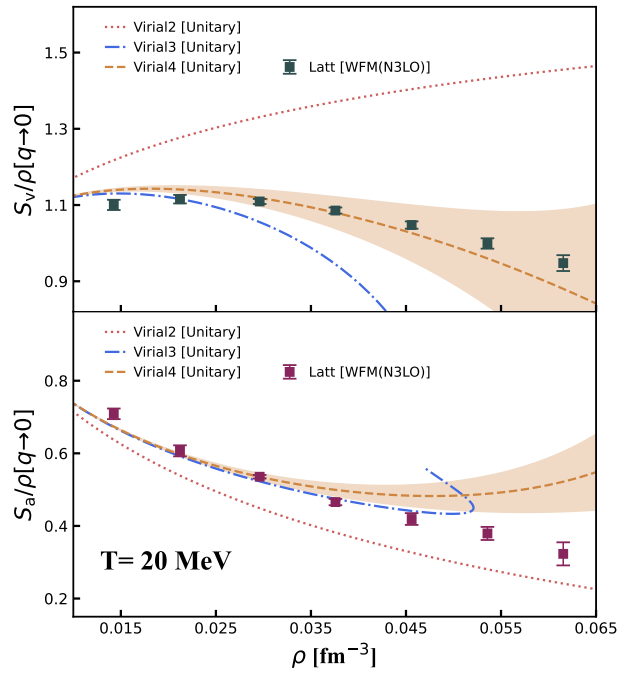 Virial2 [Unitary]
Virial3 [Unitary]
Virial4 [Unitary] Latt [WFM(N3LO)]
1.5
1.3
1.1
0.9
Sᵥ/ρ[q→0]
Virial2 [Unitary]
Virial3 [Unitary]
Virial4 [Unitary] Latt [WFM(N3LO)]
0.8
0.6
0.4
0.2
Sₐ/ρ[q→0]
T= 20 MeV
0.015 0.025 0.035 0.045 0.055 0.065
ρ [fm⁻³]